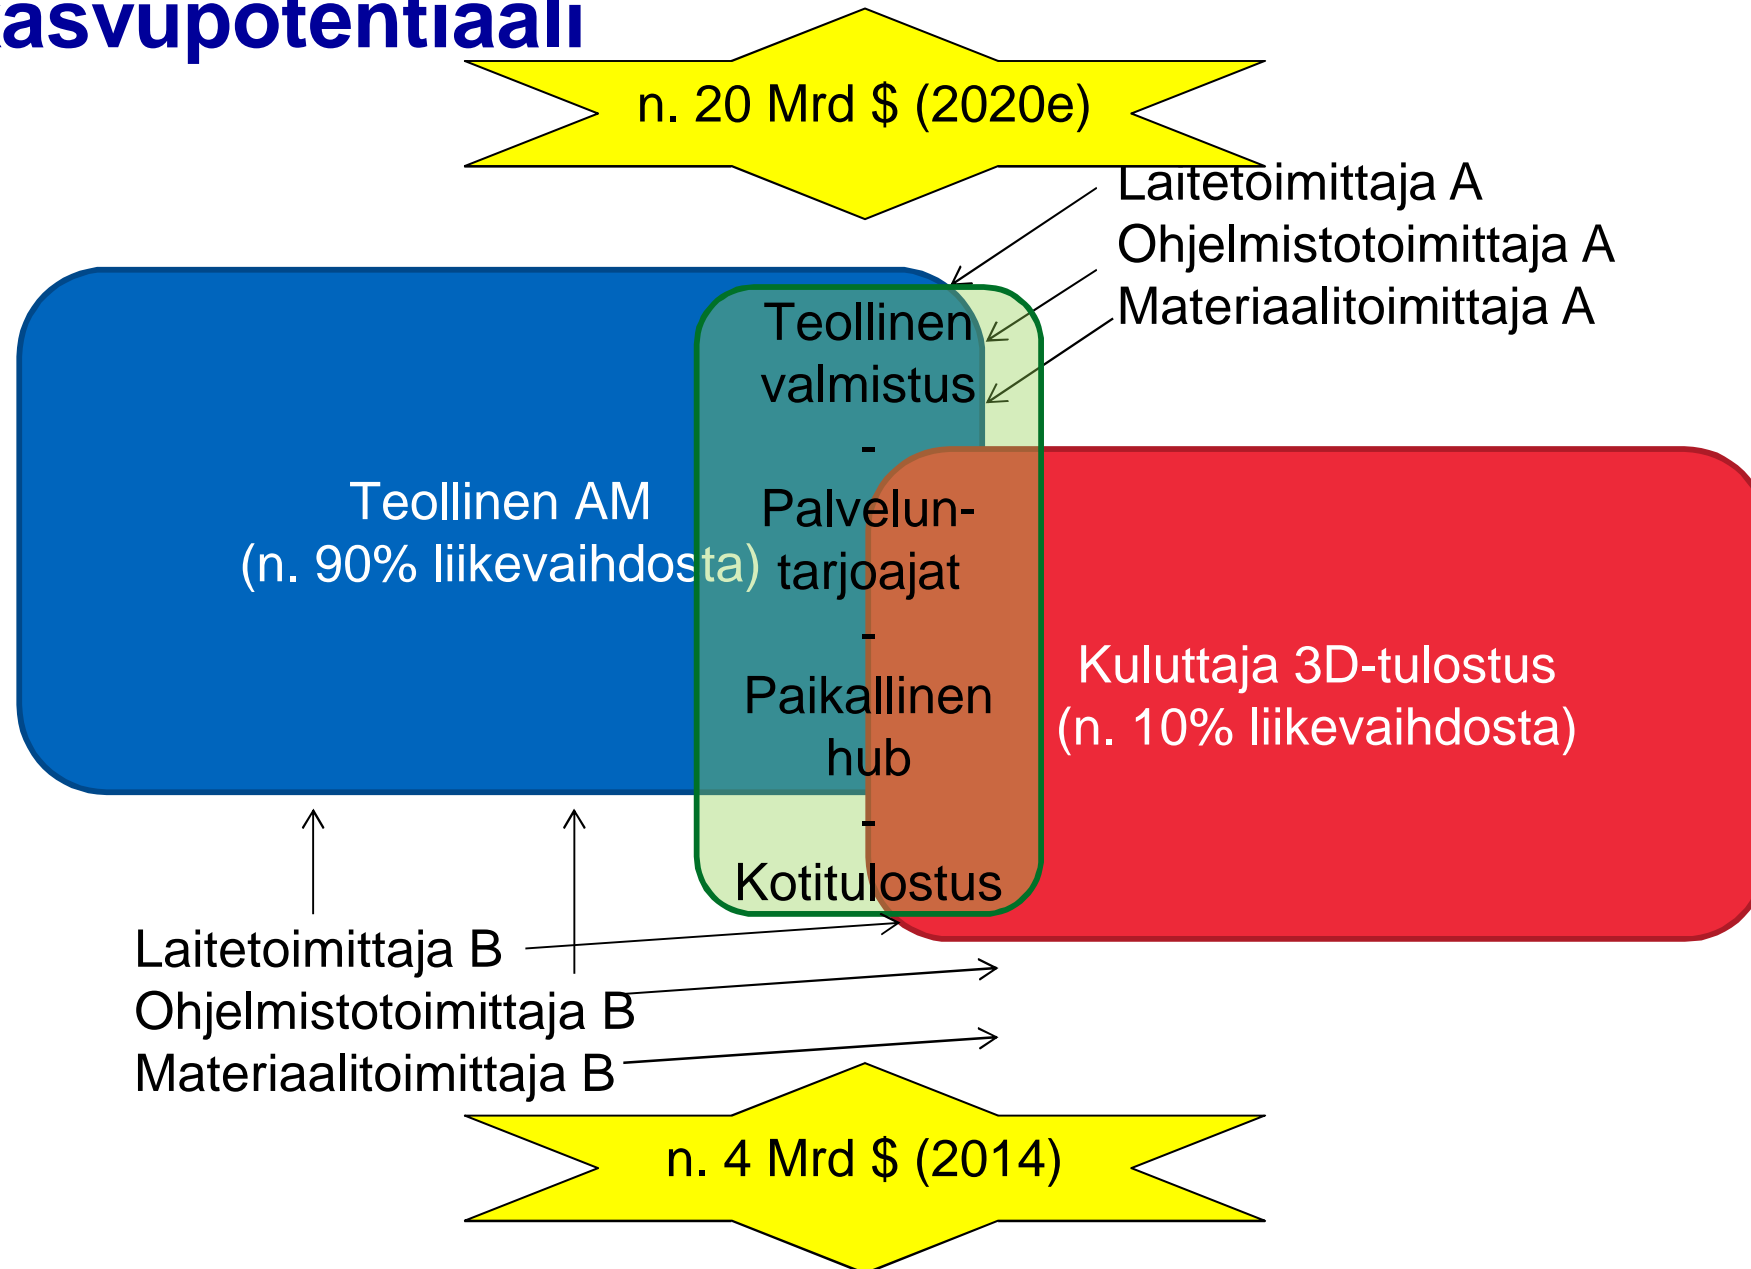 kasvupotentiaali
n. 20 Mrd $ (2020e)
Laitetoimittaja A
Ohjelmistotoimittaja A
Materiaalitoimittaja A
Teollinen
valmistus
-
Palvelun-
tarjoajat
-
Paikallinen
hub
-
Kotitulostus
Teollinen AM
(n. 90% liikevaihdosta)
Kuluttaja 3D-tulostus
(n. 10% liikevaihdosta)
Laitetoimittaja B
Ohjelmistotoimittaja B
Materiaalitoimittaja B
n. 4 Mrd $ (2014)